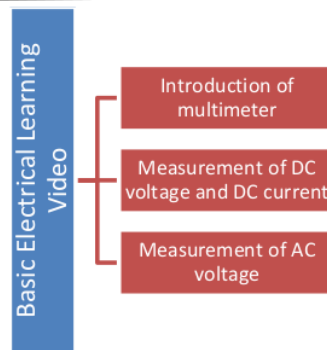 Basic Electrical Learning
Video
Introduction of
multimeter
Measurement of DC
voltage and DC current
Measurement of AC
voltage